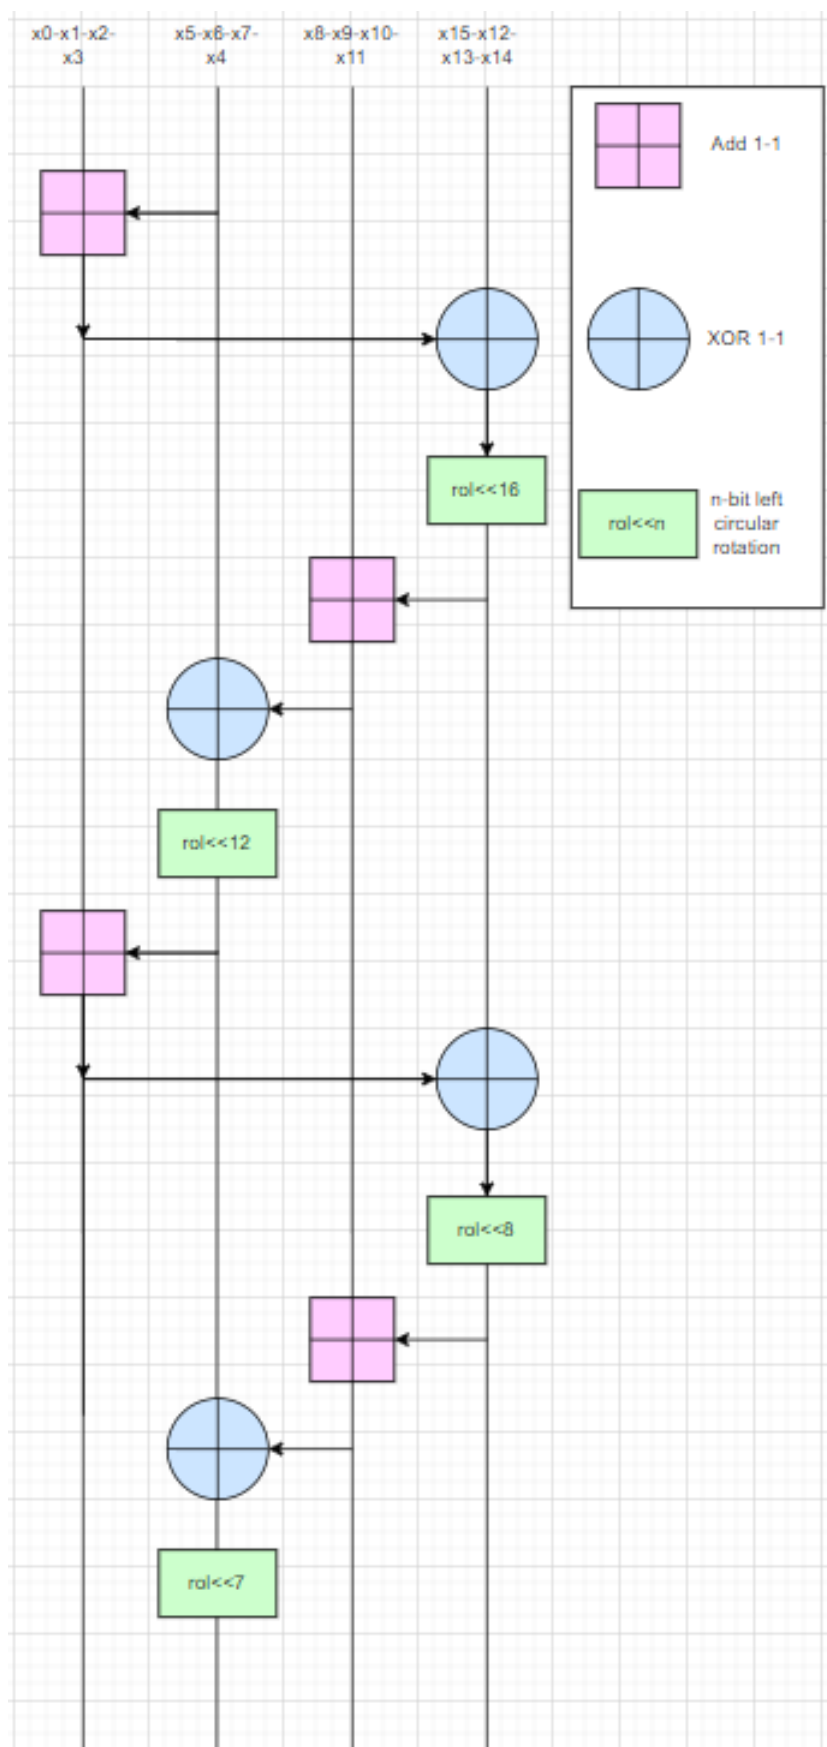 x0-x1-x2-
x3
x5-x6-x7-
x4
x8-x9-x10-
x11
x15-x12-
x13-x14
Add 1-1
XOR 1-1
rol<<16
rol<<n
n-bit left
circular
rotation
rol<<12
rol<<8
rol<<7